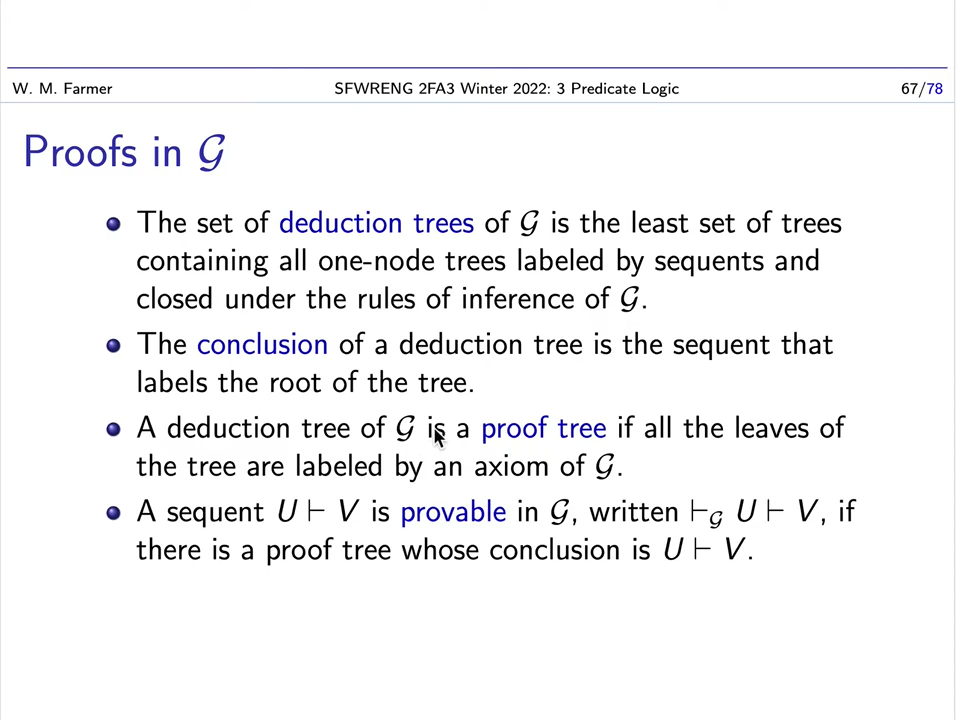 W. M. Farmer SFWRENG 2FA3 Winter 2022: 3 Predicate Logic 67/78
Proofs in 𝒢
The set of deduction trees of 𝒢 is the least set of trees
containing all one-node trees labeled by sequents and
closed under the rules of inference of 𝒢.
The conclusion of a deduction tree is the sequent that
labels the root of the tree.
A deduction tree of 𝒢 is a proof tree if all the leaves of
the tree are labeled by an axiom of 𝒢.
A sequent U ⊢ V is provable in 𝒢, written ⊢𝒢 U ⊢ V, if
there is a proof tree whose conclusion is U ⊢ V.